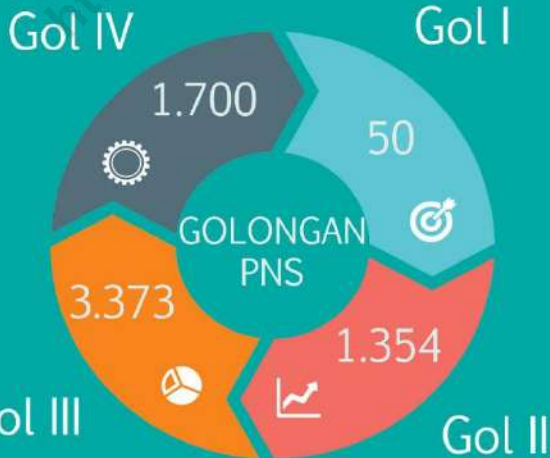 Gol IV
Gol I
1.700
50
GOLONGAN
PNS
3.373
1.354
ol III
Gol II